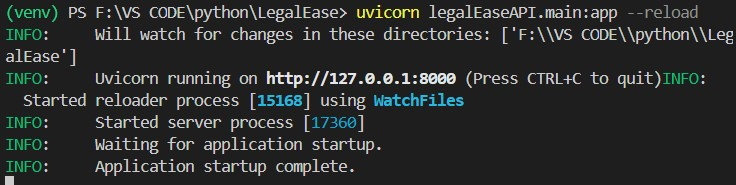 (venv) PS F:\VS CODE\python\LegalEase> uvicorn legalEaseAPI.main:app --reload
INFO:     Will watch for changes in these directories: ['F:\\VS CODE\\python\\Leg
alEase']
INFO:     Uvicorn running on http://127.0.0.1:8000 (Press CTRL+C to quit)INFO:
  Started reloader process [15168] using WatchFiles
INFO:     Started server process [17360]
INFO:     Waiting for application startup.
INFO:     Application startup complete.